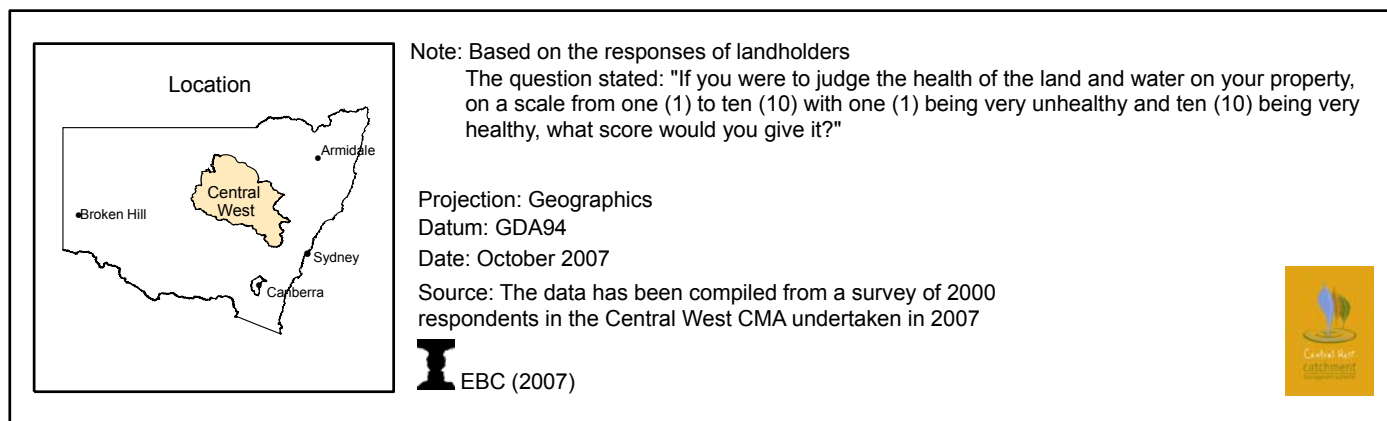 Location
Armidale
Central
West
Broken Hill
Sydney
Canberra
Note: Based on the responses of landholders
The question stated: "If you were to judge the health of the land and water on your property,
on a scale from one (1) to ten (10) with one (1) being very unhealthy and ten (10) being very
healthy, what score would you give it?"
Projection: Geographics
Datum: GDA94
Date: October 2007
Source: The data has been compiled from a survey of 2000
respondents in the Central West CMA undertaken in 2007
EBC (2007)
Central West
catchment